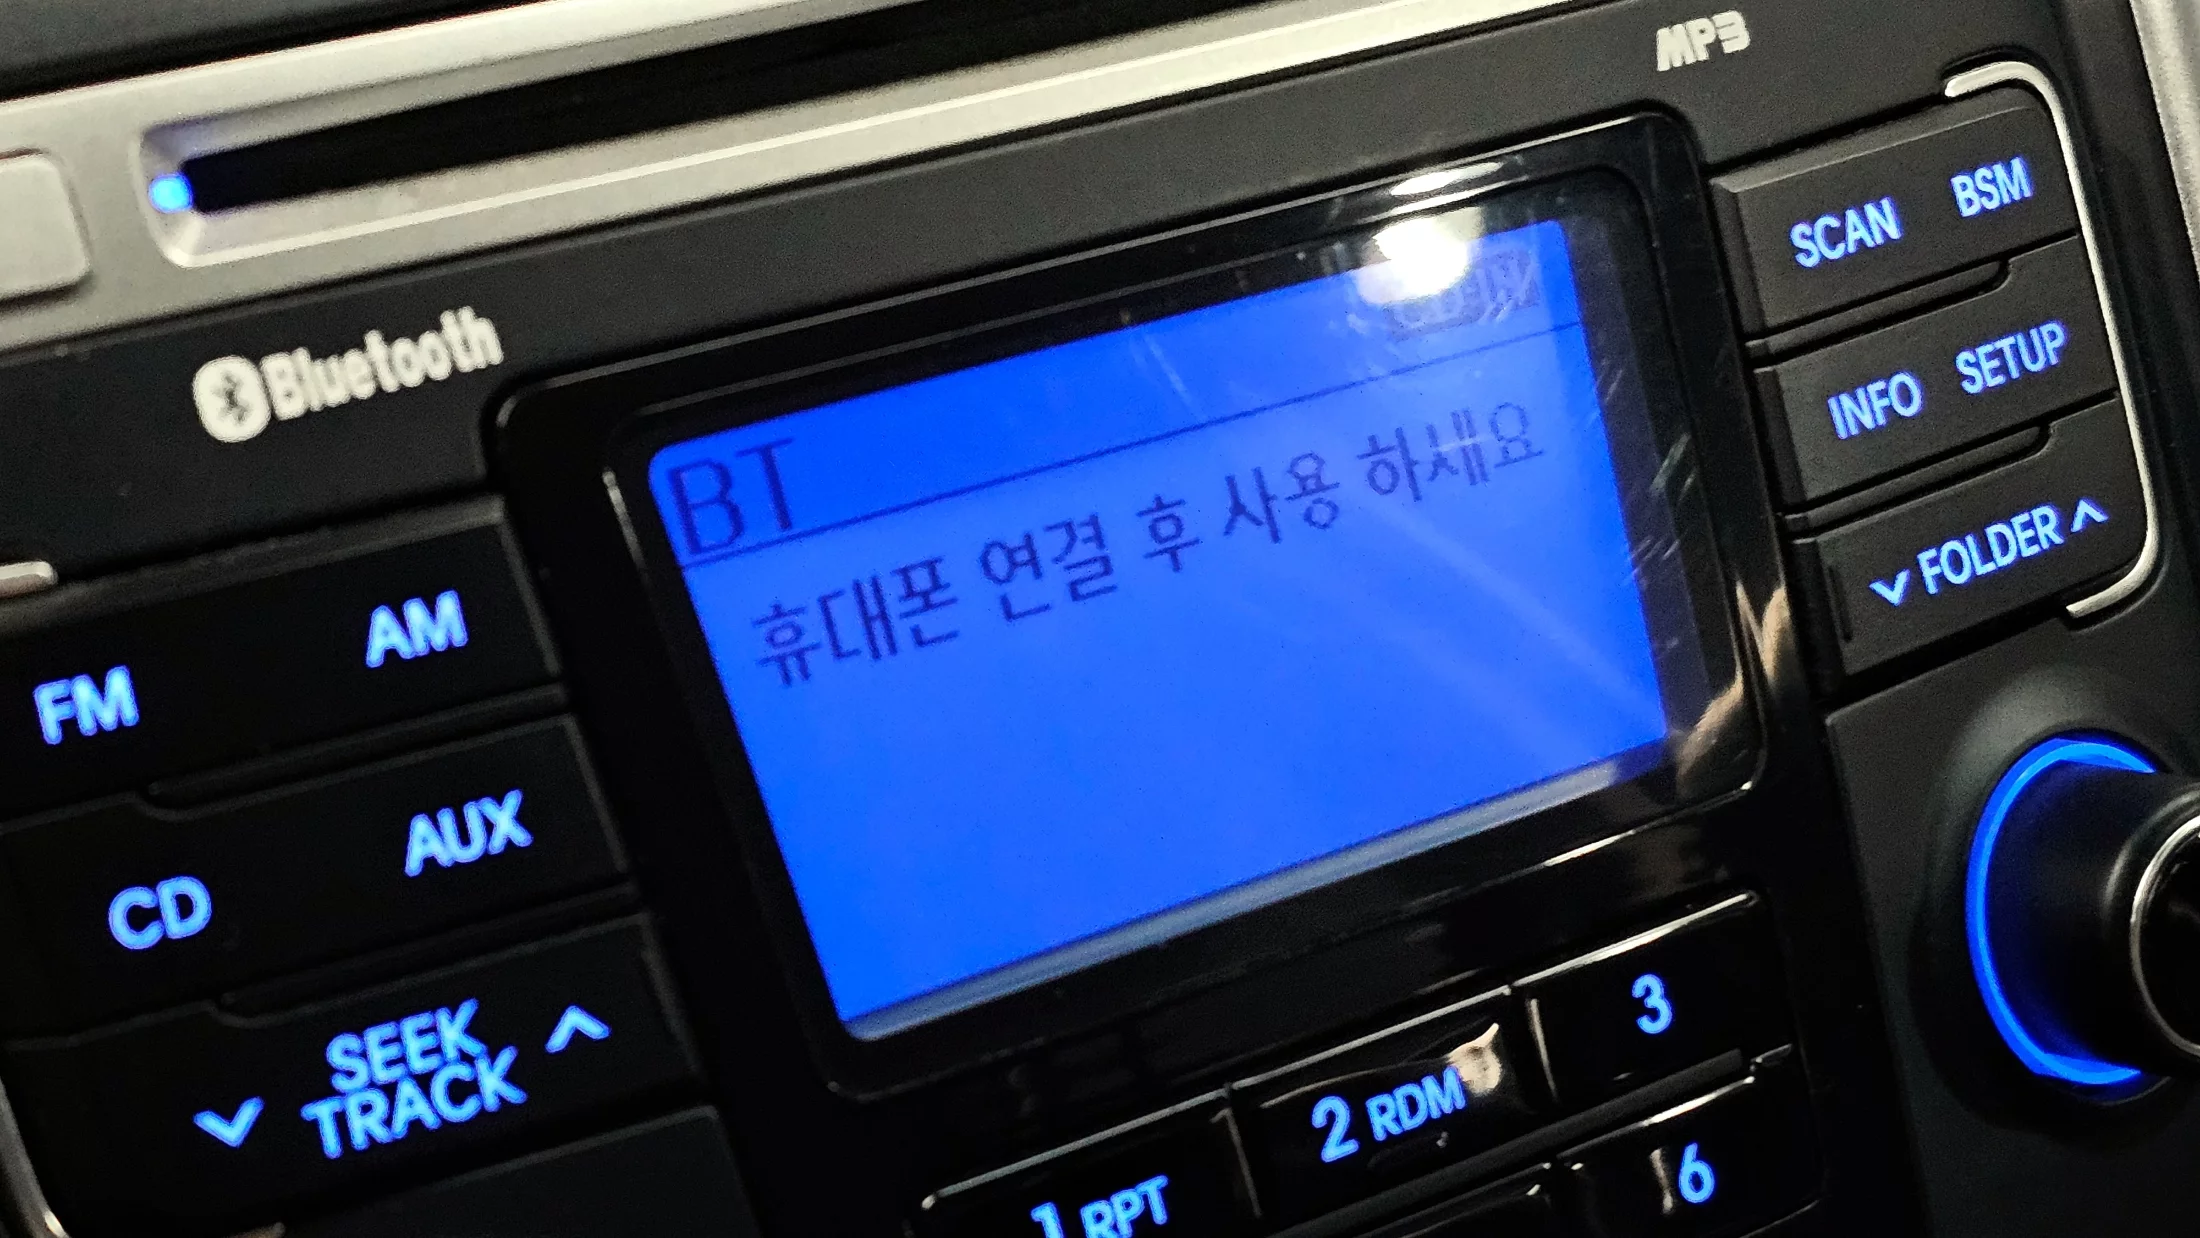 MP3
Bluetooth
SCAN BSM
INFO SETUP
FOLDER
BT
휴대폰 연결 후 사용 하세요
FM AM
CD AUX
SEEK
TRACK
1 RPT
2 RDM
3
6